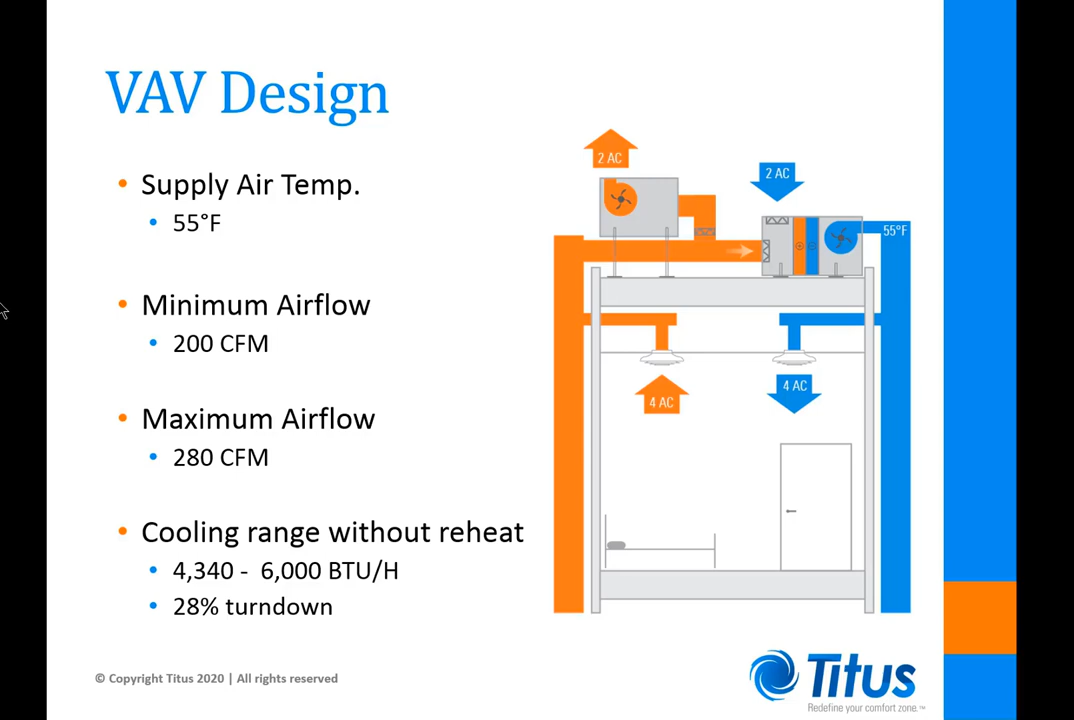 VAV Design
• Supply Air Temp.
• 55°F
• Minimum Airflow
• 200 CFM
• Maximum Airflow
• 280 CFM
• Cooling range without reheat
• 4,340 - 6,000 BTU/H
• 28% turndown
2 AC
2 AC
55°F
4 AC
4 AC
© Copyright Titus 2020 | All rights reserved
Titus
Redefine your comfort zone.™